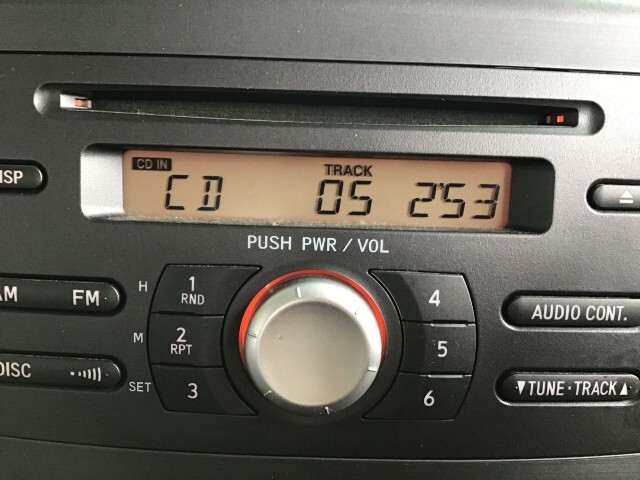 CD IN
TRACK
CD 05 2'53
ISP
PUSH PWR / VOL
AM FM
H
1
RND
4
AUDIO CONT.
M
2
RPT
5
DISC
SET
3
6
▼TUNE・TRACK▲